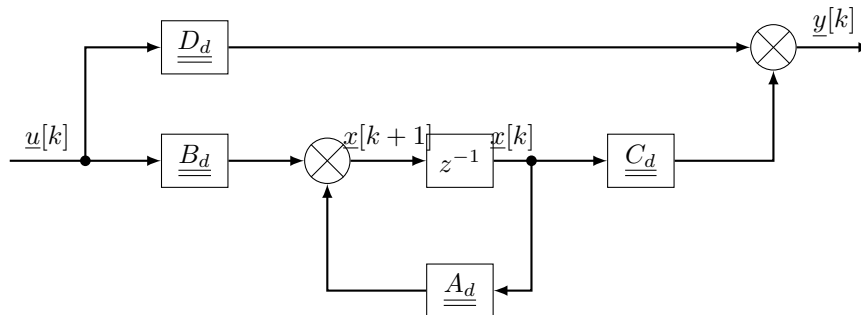 y[k]
D_d
u[k]
x[k + 1]
x[k]
B_d
z^{-1}
C_d
A_d